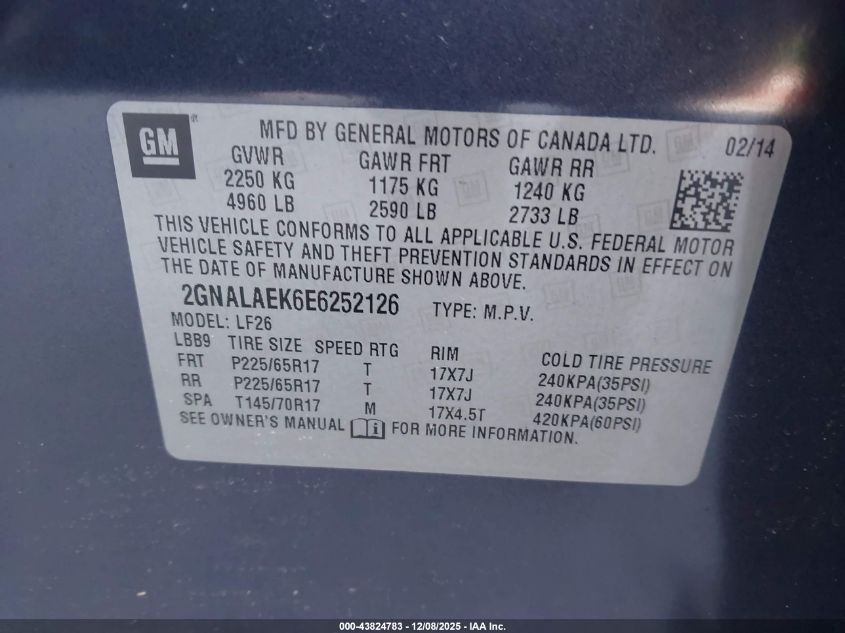 GM ® MFD BY GENERAL MOTORS OF CANADA LTD. 02/14
GVWR GAWR FRT GAWR RR
2250 KG 1175 KG 1240 KG
4960 LB 2590 LB 2733 LB
THIS VEHICLE CONFORMS TO ALL APPLICABLE U.S. FEDERAL MOTOR
VEHICLE SAFETY AND THEFT PREVENTION STANDARDS IN EFFECT ON
THE DATE OF MANUFACTURE SHOWN ABOVE.
2GNALAEK6E6252126 TYPE: M.P.V.
MODEL: LF26
LBB9 TIRE SIZE SPEED RTG RIM COLD TIRE PRESSURE
FRT P225/65R17 T 17X7J 240KPA(35PSI)
RR P225/65R17 T 17X7J 240KPA(35PSI)
SPA T145/70R17 M 17X4.5T 420KPA(60PSI)
SEE OWNER'S MANUAL i FOR MORE INFORMATION.
000-43824783 - 12/08/2025 - IAA Inc.